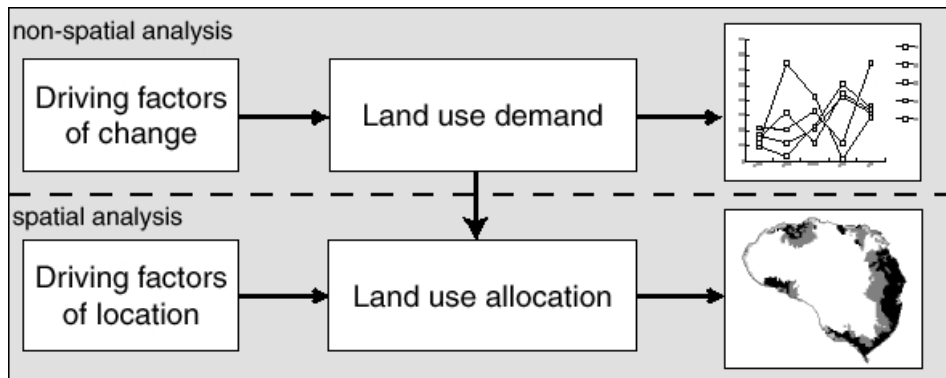 non-spatial analysis
Driving factors
of change
Land use demand
spatial analysis
Driving factors
of location
Land use allocation